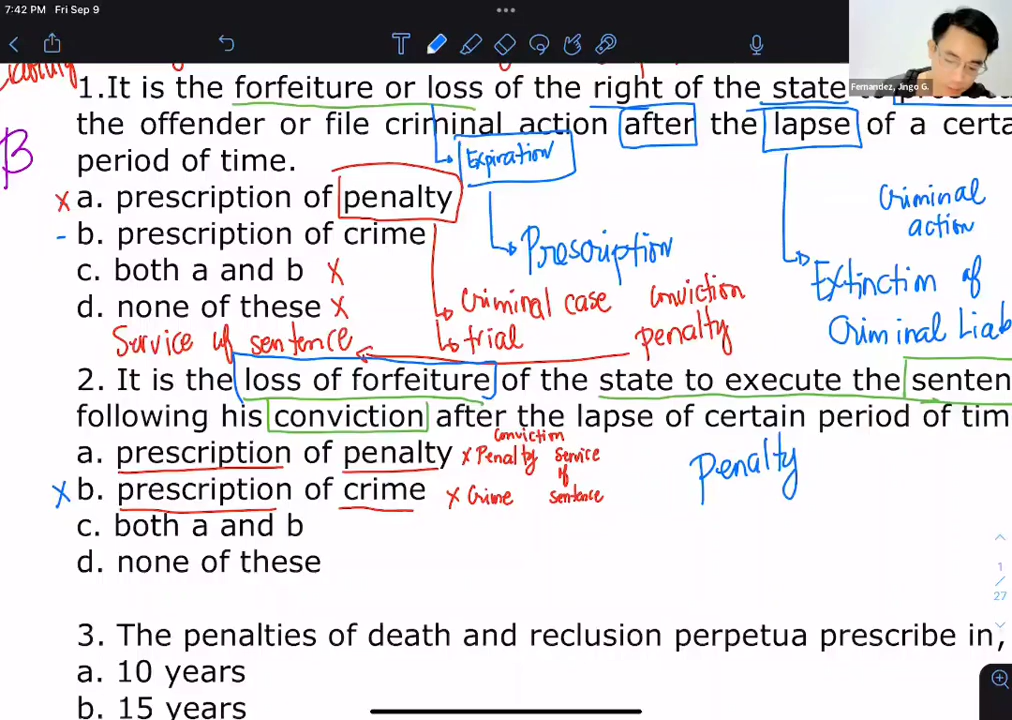 7:42 PM Fri Sep 9
Fernandez, Jingo G.
1.It is the forfeiture or loss of the right of the state
the offender or file criminal action after the lapse of a certa
period of time.
Expiration
B
x a. prescription of penalty
- b. prescription of crime
Criminal
action
Prescription
c. both a and b x
Extinction of
Criminal Liab
d. none of these x
Criminal case conviction
trial penalty
Service of sentence
2. It is the loss of forfeiture of the state to execute the senten
following his conviction after the lapse of certain period of tim
Conviction
a. prescription of penalty x Penalty Service
of
x b. prescription of crime x Crime sentence
Penalty
c. both a and b
d. none of these
1
/
27
3. The penalties of death and reclusion perpetua prescribe in,
a. 10 years
b. 15 years